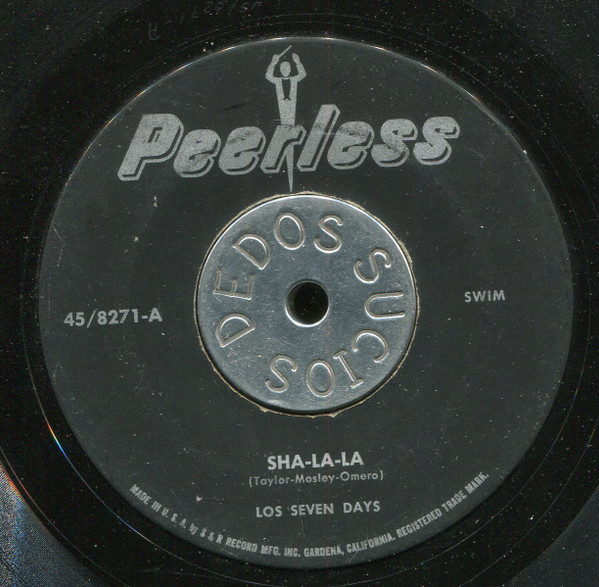 Peerless
DEDOS SUCIOS
45/8271-A
SWIM
SHA-LA-LA
(Taylor-Mosley-Omero)
LOS SEVEN DAYS
MADE IN U.S.A. by S & R RECORD MFG. INC. GARDENA, CALIFORNIA. REGISTERED TRADE MARK.